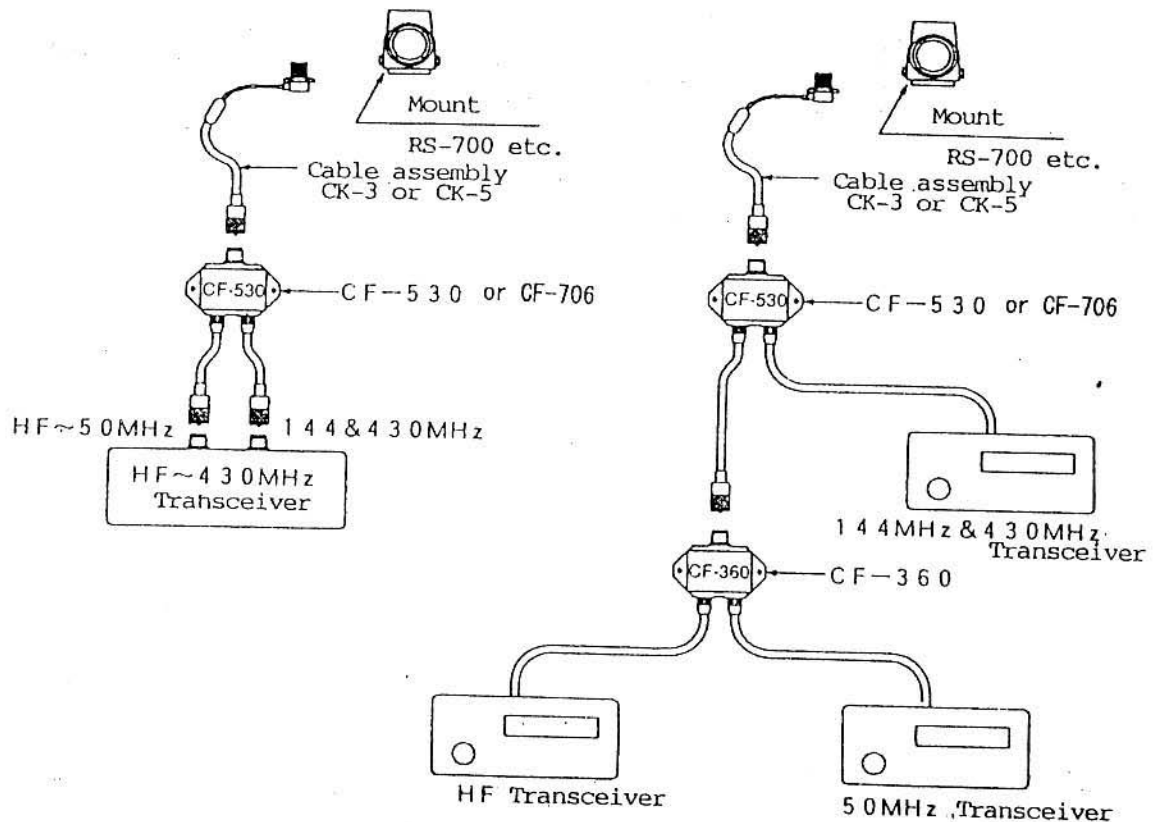 Mount
RS-700 etc.
Cable assembly
CK-3 or CK-5
CF-530
CF-530 or CF-706
HF~50MHz
144&430MHz
HF~430MHz
Transceiver
Mount
RS-700 etc.
Cable assembly
CK-3 or CK-5
CF-530
CF-530 or CF-706
144MHz&430MHz
Transceiver
CF-360
CF-360
HF Transceiver
50MHz Transceiver